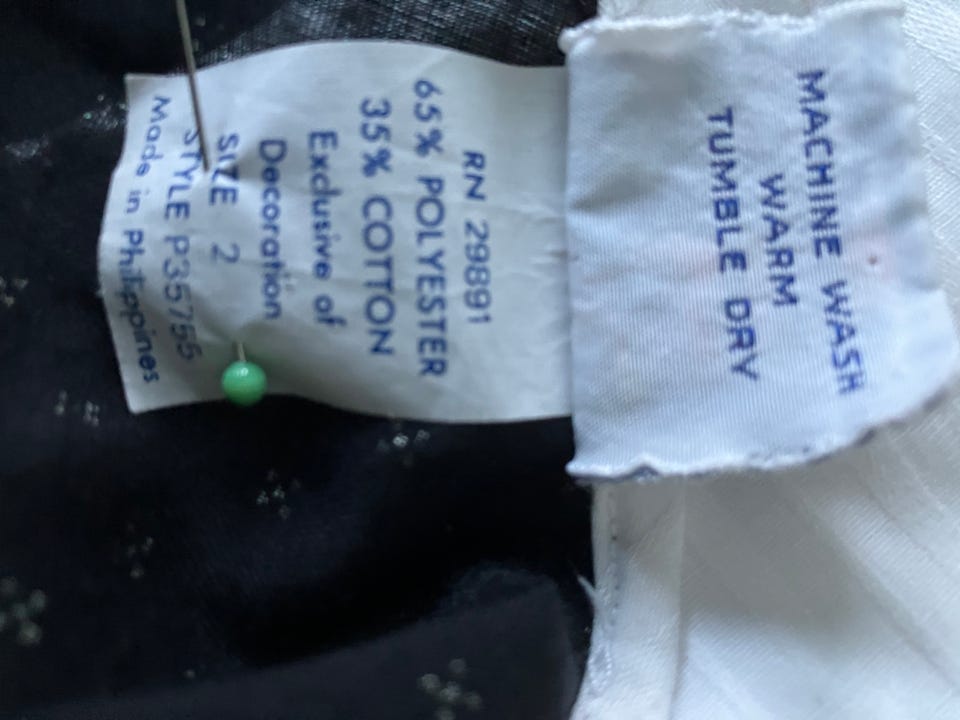 MACHINE WASH
WARM
TUMBLE DRY
RN 29891
65% POLYESTER
35% COTTON
Exclusive of
Decoration
SIZE 2
STYLE P35755
Made in Philippines